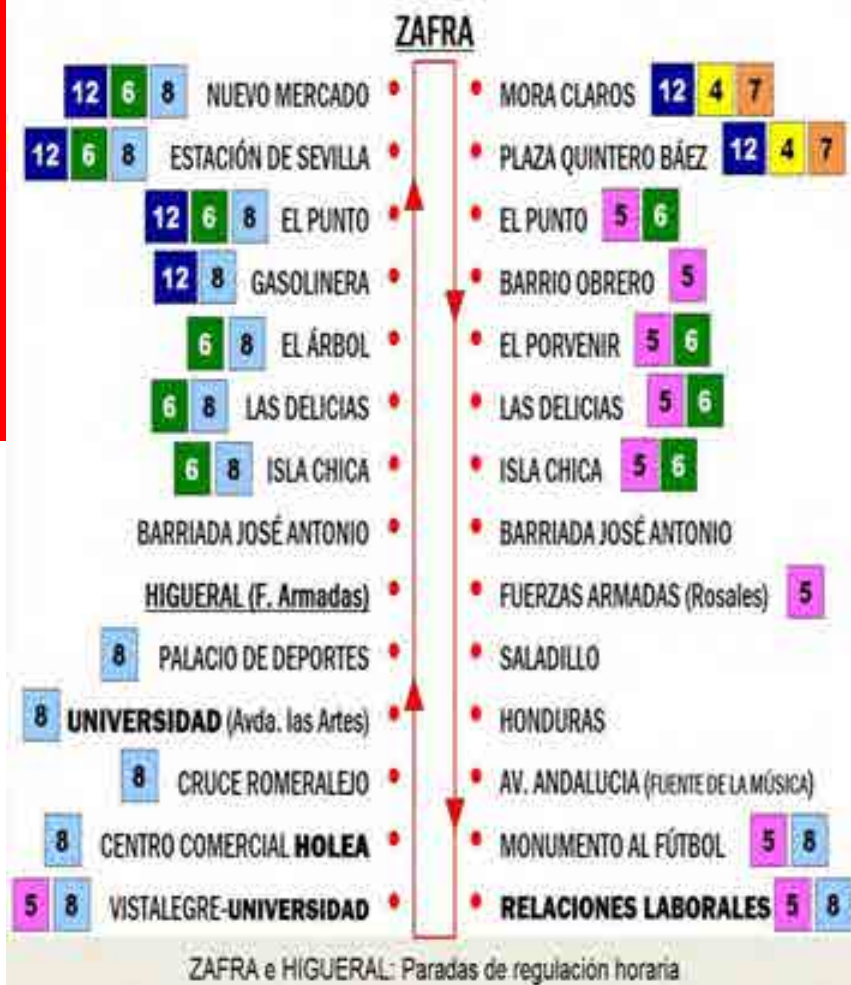 ZAFRA
12 6 8 NUEVO MERCADO
MORA CLAROS 12 4 7
12 6 8 ESTACIÓN DE SEVILLA
PLAZA QUINTERO BÁEZ 12 4 7
12 6 8 EL PUNTO
EL PUNTO 5 6
12 8 GASOLINERA
BARRIO OBRERO 5
6 8 EL ÁRBOL
EL PORVENIR 5 6
6 8 LAS DELICIAS
LAS DELICIAS 5 6
6 8 ISLA CHICA
ISLA CHICA 5 6
BARRIADA JOSÉ ANTONIO
BARRIADA JOSÉ ANTONIO
HIGUERAL (F. Armadas)
FUERZAS ARMADAS (Rosales) 5
8 PALACIO DE DEPORTES
SALADILLO
8 UNIVERSIDAD (Avda. las Artes)
HONDURAS
8 CRUCE ROMERALEJO
AV. ANDALUCIA (FUENTE DE LA MÚSICA)
8 CENTRO COMERCIAL HOLEA
MONUMENTO AL FÚTBOL 5 8
5 8 VISTALEGRE-UNIVERSIDAD
RELACIONES LABORALES 5 8
ZAFRA e HIGUERAL: Paradas de regulación horaria